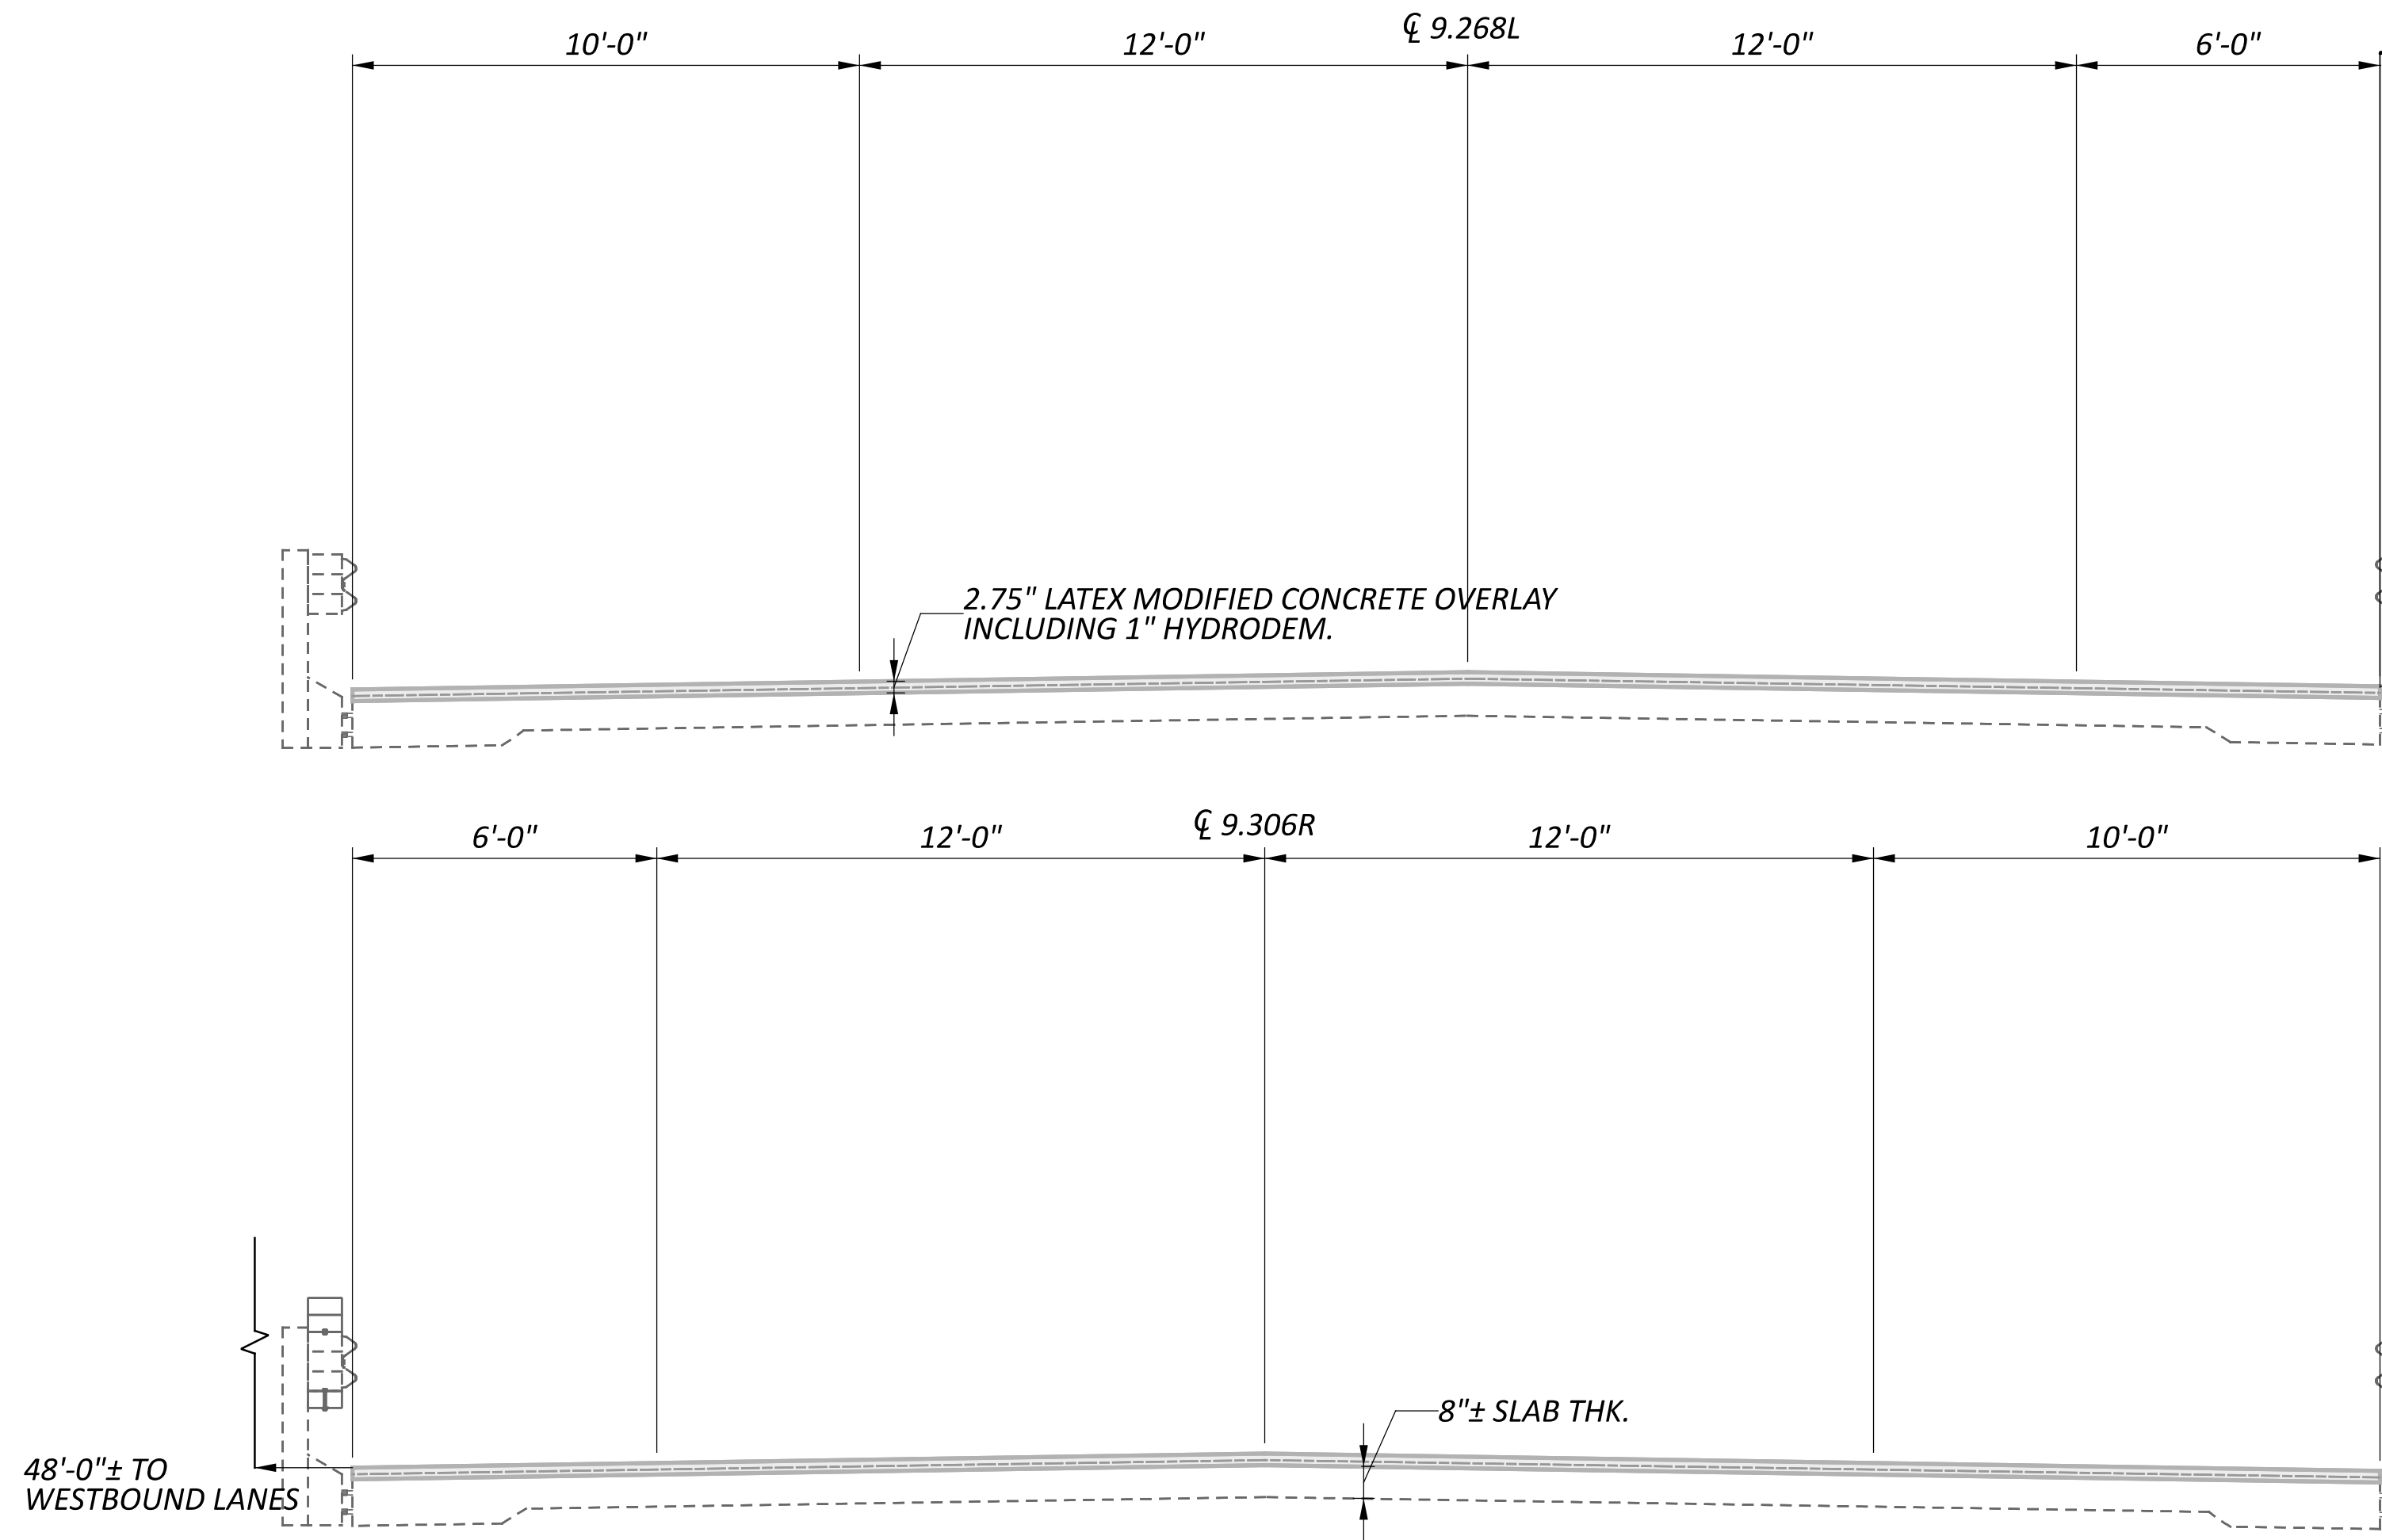 ℄ 9.268L
10'-0" 12'-0" 12'-0" 6'-0"
2.75" LATEX MODIFIED CONCRETE OVERLAY
INCLUDING 1" HYDRODEM.
℄ 9.306R
6'-0" 12'-0" 12'-0" 10'-0"
8"± SLAB THK.
48'-0"± TO
WESTBOUND LANES